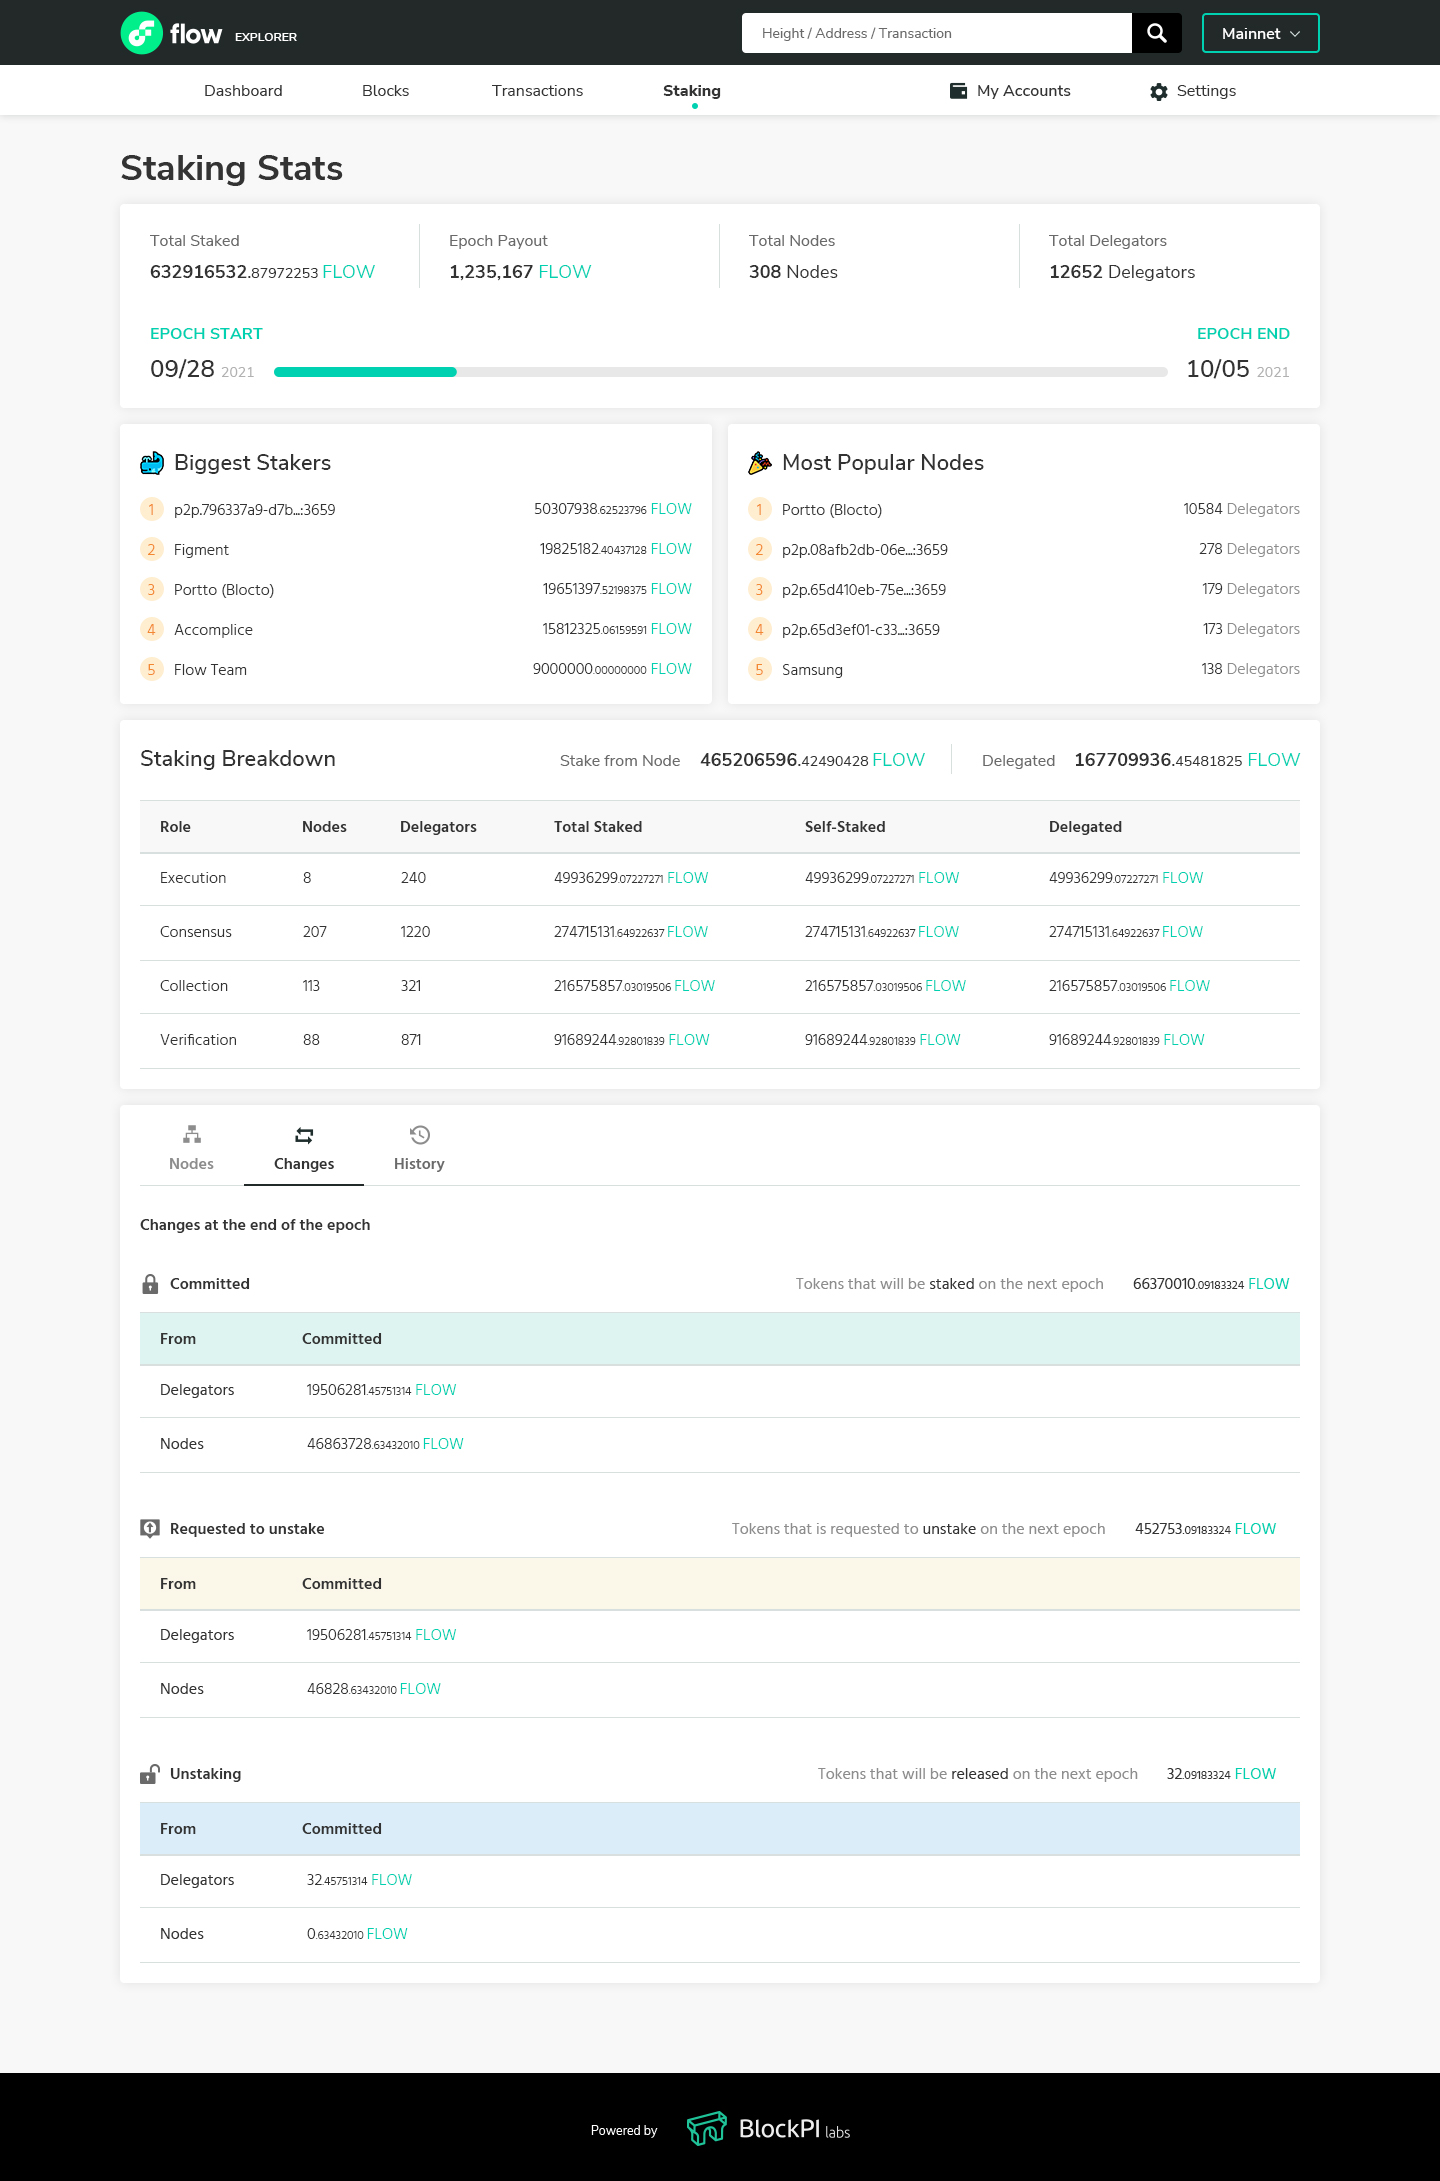 flow EXPLORER
Height / Address / Transaction
Mainnet
Dashboard Blocks Transactions Staking My Accounts Settings
Staking Stats
Total Staked Epoch Payout Total Nodes Total Delegators
632916532.87972253 FLOW 1,235,167 FLOW 308 Nodes 12652 Delegators
EPOCH START EPOCH END
09/28 2021 10/05 2021
Biggest Stakers
1 p2p.796337a9-d7b...:3659 50307938.62523796 FLOW
2 Figment 19825182.40437128 FLOW
3 Portto (Blocto) 19651397.52198375 FLOW
4 Accomplice 15812325.06159591 FLOW
5 Flow Team 9000000.00000000 FLOW
Most Popular Nodes
1 Portto (Blocto) 10584 Delegators
2 p2p.08afb2db-06e...:3659 278 Delegators
3 p2p.65d410eb-75e...:3659 179 Delegators
4 p2p.65d3ef01-c33...:3659 173 Delegators
5 Samsung 138 Delegators
Staking Breakdown Stake from Node 465206596.42490428 FLOW Delegated 167709936.45481825 FLOW
Role Nodes Delegators Total Staked Self-Staked Delegated
Execution 8 240 49936299.07227271 FLOW 49936299.07227271 FLOW 49936299.07227271 FLOW
Consensus 207 1220 274715131.64922637 FLOW 274715131.64922637 FLOW 274715131.64922637 FLOW
Collection 113 321 216575857.03019506 FLOW 216575857.03019506 FLOW 216575857.03019506 FLOW
Verification 88 871 91689244.92801839 FLOW 91689244.92801839 FLOW 91689244.92801839 FLOW
Nodes Changes History
Changes at the end of the epoch
Committed Tokens that will be staked on the next epoch 66370010.09183324 FLOW
From Committed
Delegators 19506281.45751314 FLOW
Nodes 46863728.63432010 FLOW
Requested to unstake Tokens that is requested to unstake on the next epoch 452753.09183324 FLOW
From Committed
Delegators 19506281.45751314 FLOW
Nodes 46828.63432010 FLOW
Unstaking Tokens that will be released on the next epoch 32.09183324 FLOW
From Committed
Delegators 32.45751314 FLOW
Nodes 0.63432010 FLOW
Powered by BlockPI labs